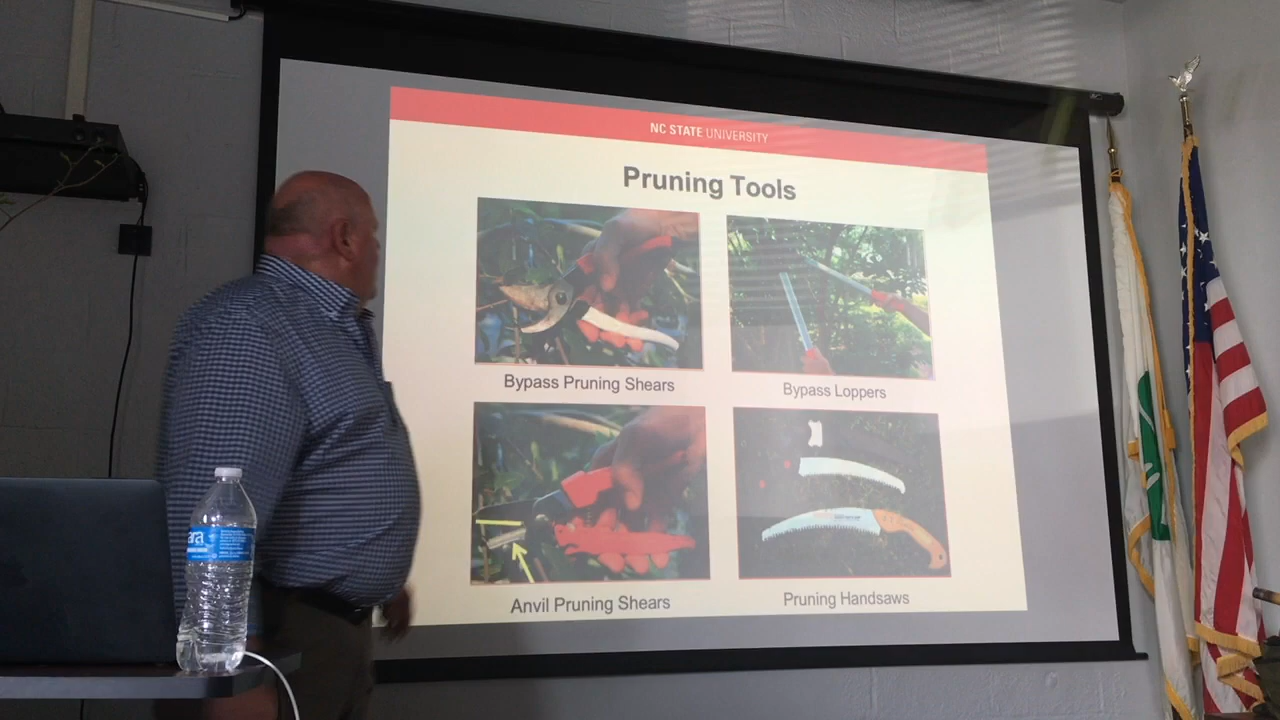 NC STATE UNIVERSITY
Pruning Tools
Bypass Pruning Shears
Bypass Loppers
Anvil Pruning Shears
Pruning Handsaws